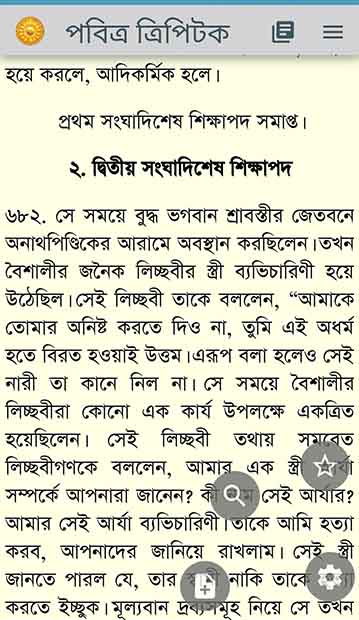 পবিত্র ত্রিপিটক
হয়ে করলে, আদিকর্মিক হলে।
প্রথম সংঘাদিশেষ শিক্ষাপদ সমাপ্ত।
২. দ্বিতীয় সংঘাদিশেষ শিক্ষাপদ
৬৮২. সে সময়ে বুদ্ধ ভগবান শ্রাবস্তীর জেতবনে
অনাথপিণ্ডিকের আরামে অবস্থান করছিলেন। তখন
বৈশালীর জনৈক লিচ্ছবীর স্ত্রী ব্যভিচারিণী হয়ে
উঠেছিল। সেই লিচ্ছবী তাকে বললেন, “আমাকে
তোমার অনিষ্ট করতে দিও না, তুমি এই অধর্ম
হতে বিরত হওয়াই উত্তম। এরূপ বলা হলেও সেই
নারী তা কানে নিল না। সে সময়ে বৈশালীর
লিচ্ছবীরা কোনো এক কার্য উপলক্ষে একত্রিত
হয়েছিলেন। সেই লিচ্ছবী তথায় সমবেত
লিচ্ছবীগণকে বললেন, আমার এক স্ত্রী
সম্পর্কে আপনারা জানেন? সেই আর্যার?
আমার সেই আর্যা ব্যভিচারিণী। তাকে আমি হত্যা
করব, আপনাদের জানিয়ে রাখলাম। সেই স্ত্রী
জানতে পারল যে, তার নাকি তাকে
করতে ইচ্ছুক। মূল্যবান দ্রব্যসমূহ নিয়ে সে তখন